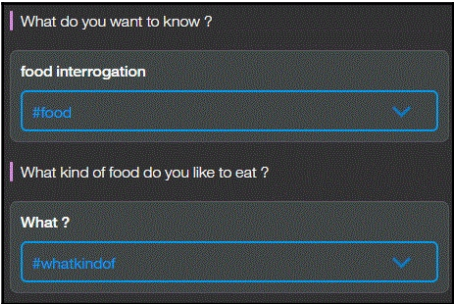 What do you want to know ?
food interrogation
#food
What kind of food do you like to eat ?
What ?
#whatkindof